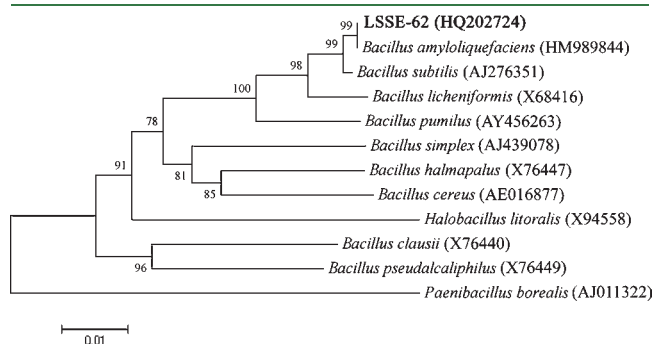 99 LSSE-62 (HQ202724)
99 Bacillus amyloliquefaciens (HM989844)
98 Bacillus subtilis (AJ276351)
100 Bacillus licheniformis (X68416)
Bacillus pumilus (AY456263)
78
Bacillus simplex (AJ439078)
91 81 Bacillus halmapalus (X76447)
85 Bacillus cereus (AE016877)
Halobacillus litoralis (X94558)
Bacillus clausii (X76440)
96 Bacillus pseudalcaliphilus (X76449)
Paenibacillus borealis (AJ011322)
0.01